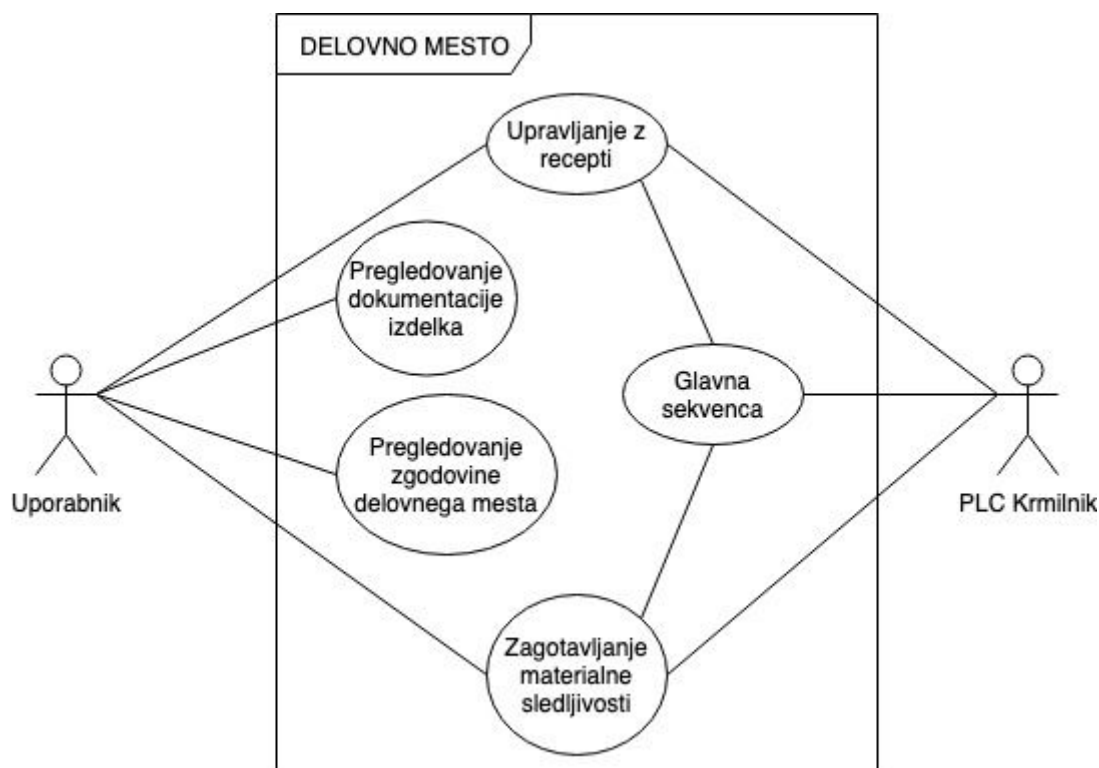 DELOVNO MESTO
Upravljanje z
recepti
Pregledovanje
dokumentacije
izdelka
Glavna
sekvenca
Pregledovanje
zgodovine
delovnega mesta
Uporabnik
PLC Krmilnik
Zagotavljanje
materialne
sledljivosti